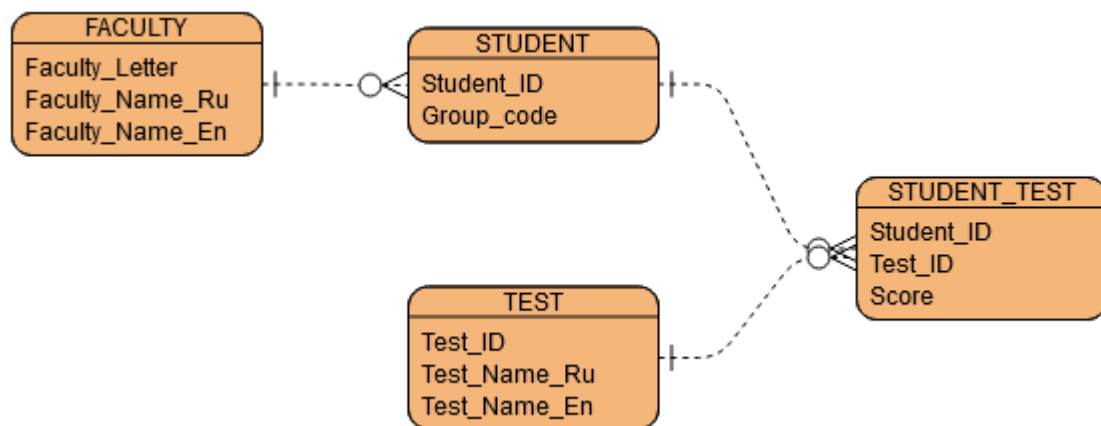 FACULTY
Faculty_Letter
Faculty_Name_Ru
Faculty_Name_En
STUDENT
Student_ID
Group_code
STUDENT_TEST
Student_ID
Test_ID
Score
TEST
Test_ID
Test_Name_Ru
Test_Name_En